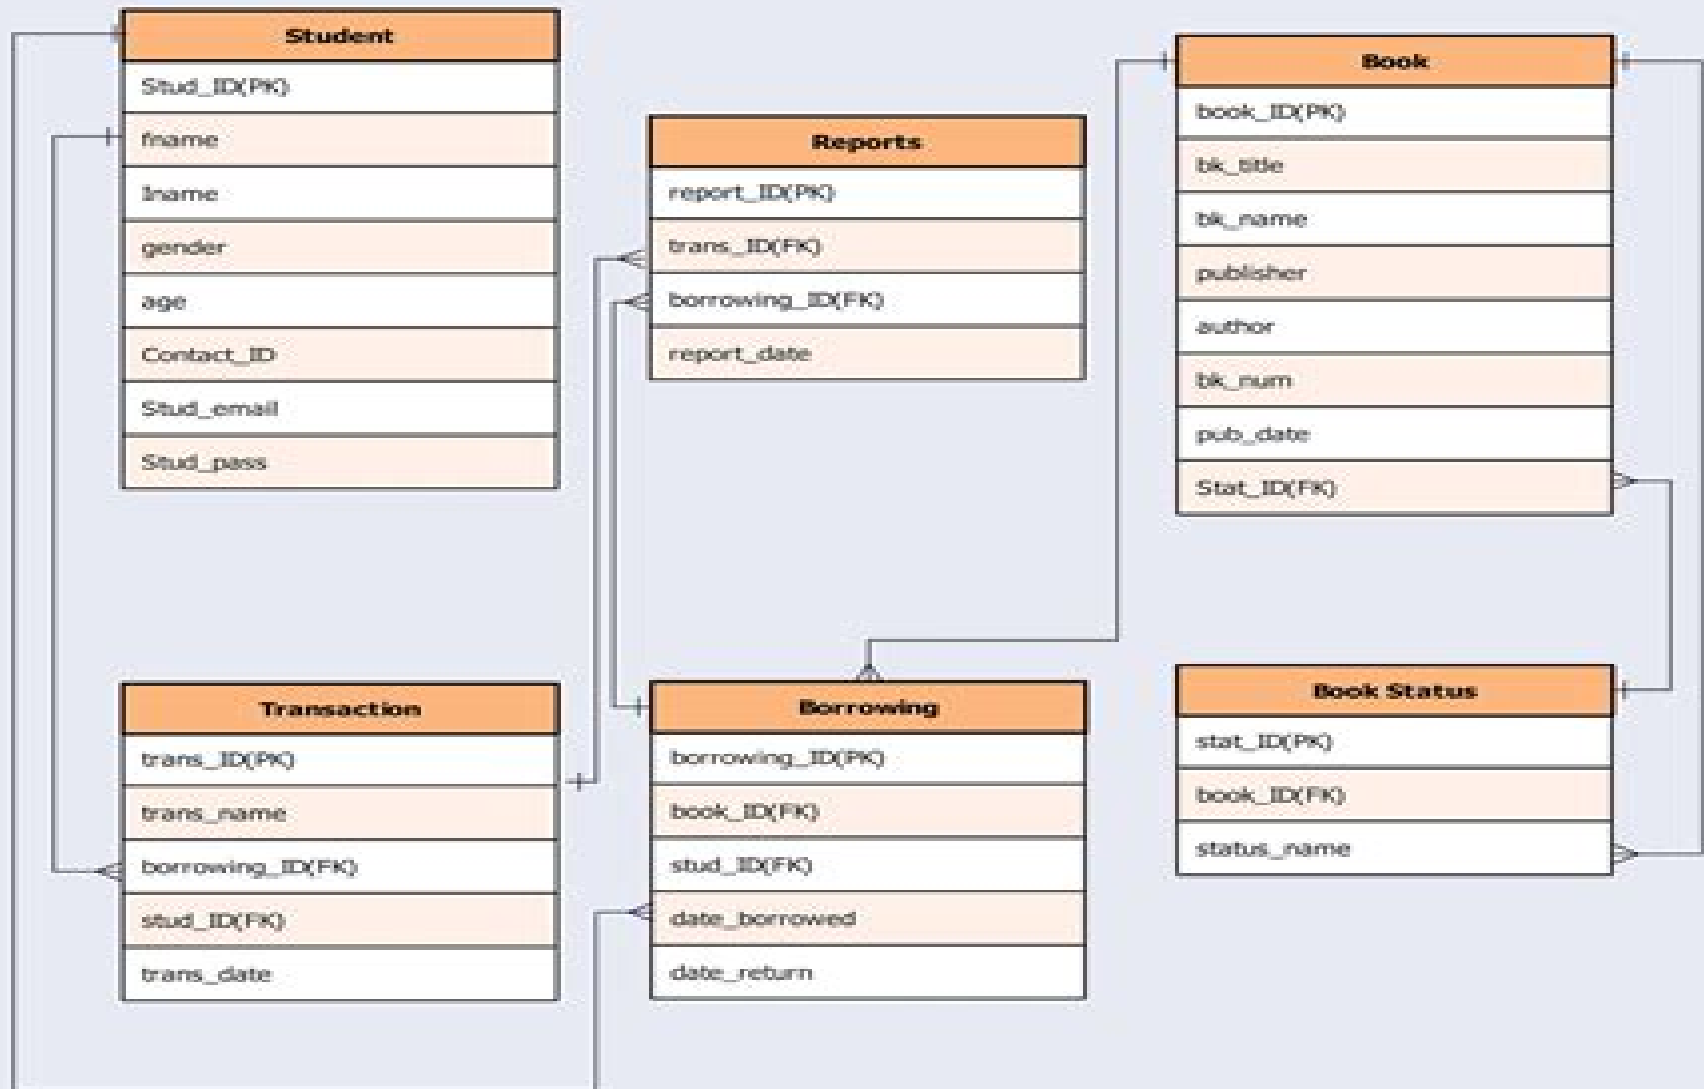 Student
Stud_ID(PK)
fname
lname
gender
age
Contact_ID
Stud_email
Stud_pass
Reports
report_ID(PK)
trans_ID(FK)
borrowing_ID(FK)
report_date
Book
book_ID(PK)
bk_title
bk_name
publisher
author
bk_num
pub_date
Stat_ID(FK)
Transaction
trans_ID(PK)
trans_name
borrowing_ID(FK)
stud_ID(FK)
trans_date
Borrowing
borrowing_ID(PK)
book_ID(FK)
stud_ID(FK)
date_borrowed
date_return
Book Status
stat_ID(PK)
book_ID(FK)
status_name